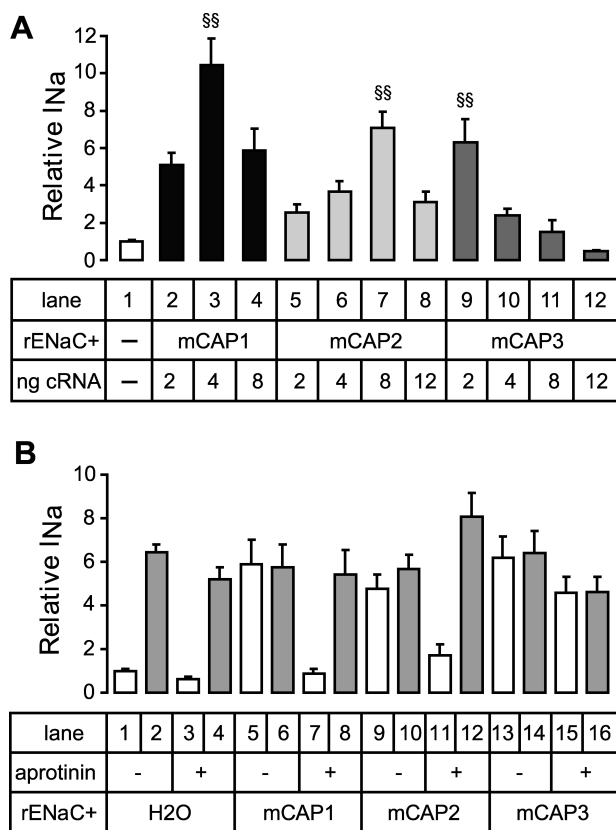 A
§§
§§
§§
Relative INa
12
10
8
6
4
2
0
lane 1 2 3 4 5 6 7 8 9 10 11 12
rENaC+ – mCAP1 mCAP2 mCAP3
ng cRNA – 2 4 8 2 4 8 12 2 4 8 12
B
Relative INa
10
8
6
4
2
0
lane 1 2 3 4 5 6 7 8 9 10 11 12 13 14 15 16
aprotinin - + - + - + - +
rENaC+ H2O mCAP1 mCAP2 mCAP3